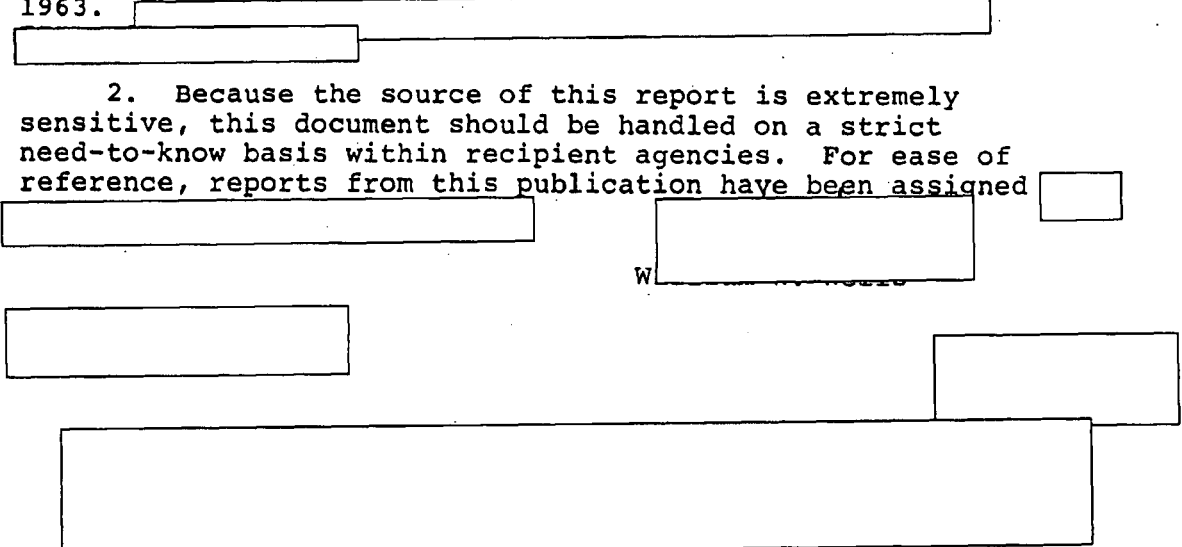 1963.
2. Because the source of this report is extremely
sensitive, this document should be handled on a strict
need-to-know basis within recipient agencies. For ease of
reference, reports from this publication have been assigned
W